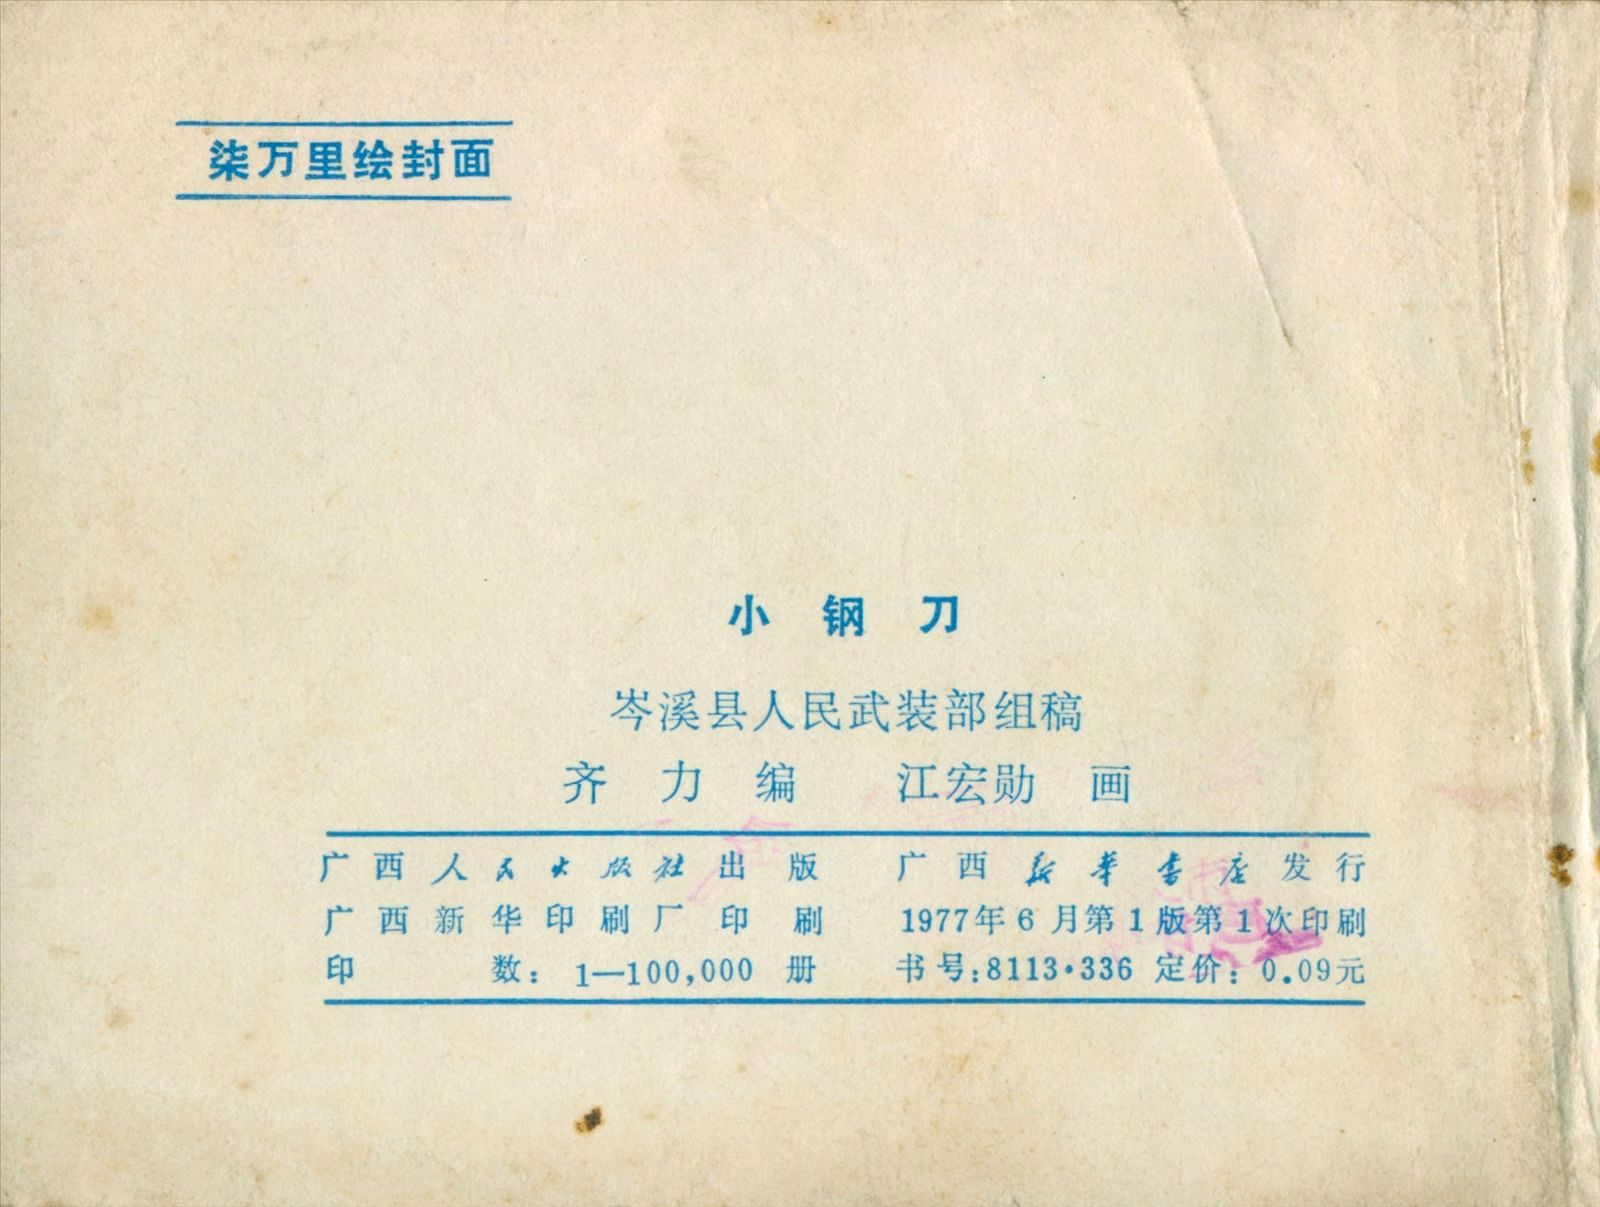 柒万里绘封面
小钢刀
岑溪县人民武装部组稿
齐力编 江宏勋 画
广西人民出版社出版 广西新华书店发行
广西新华印刷厂印刷 1977年6月第1版第1次印刷
印数：1—100,000册 书号：8113·336 定价：0.09元